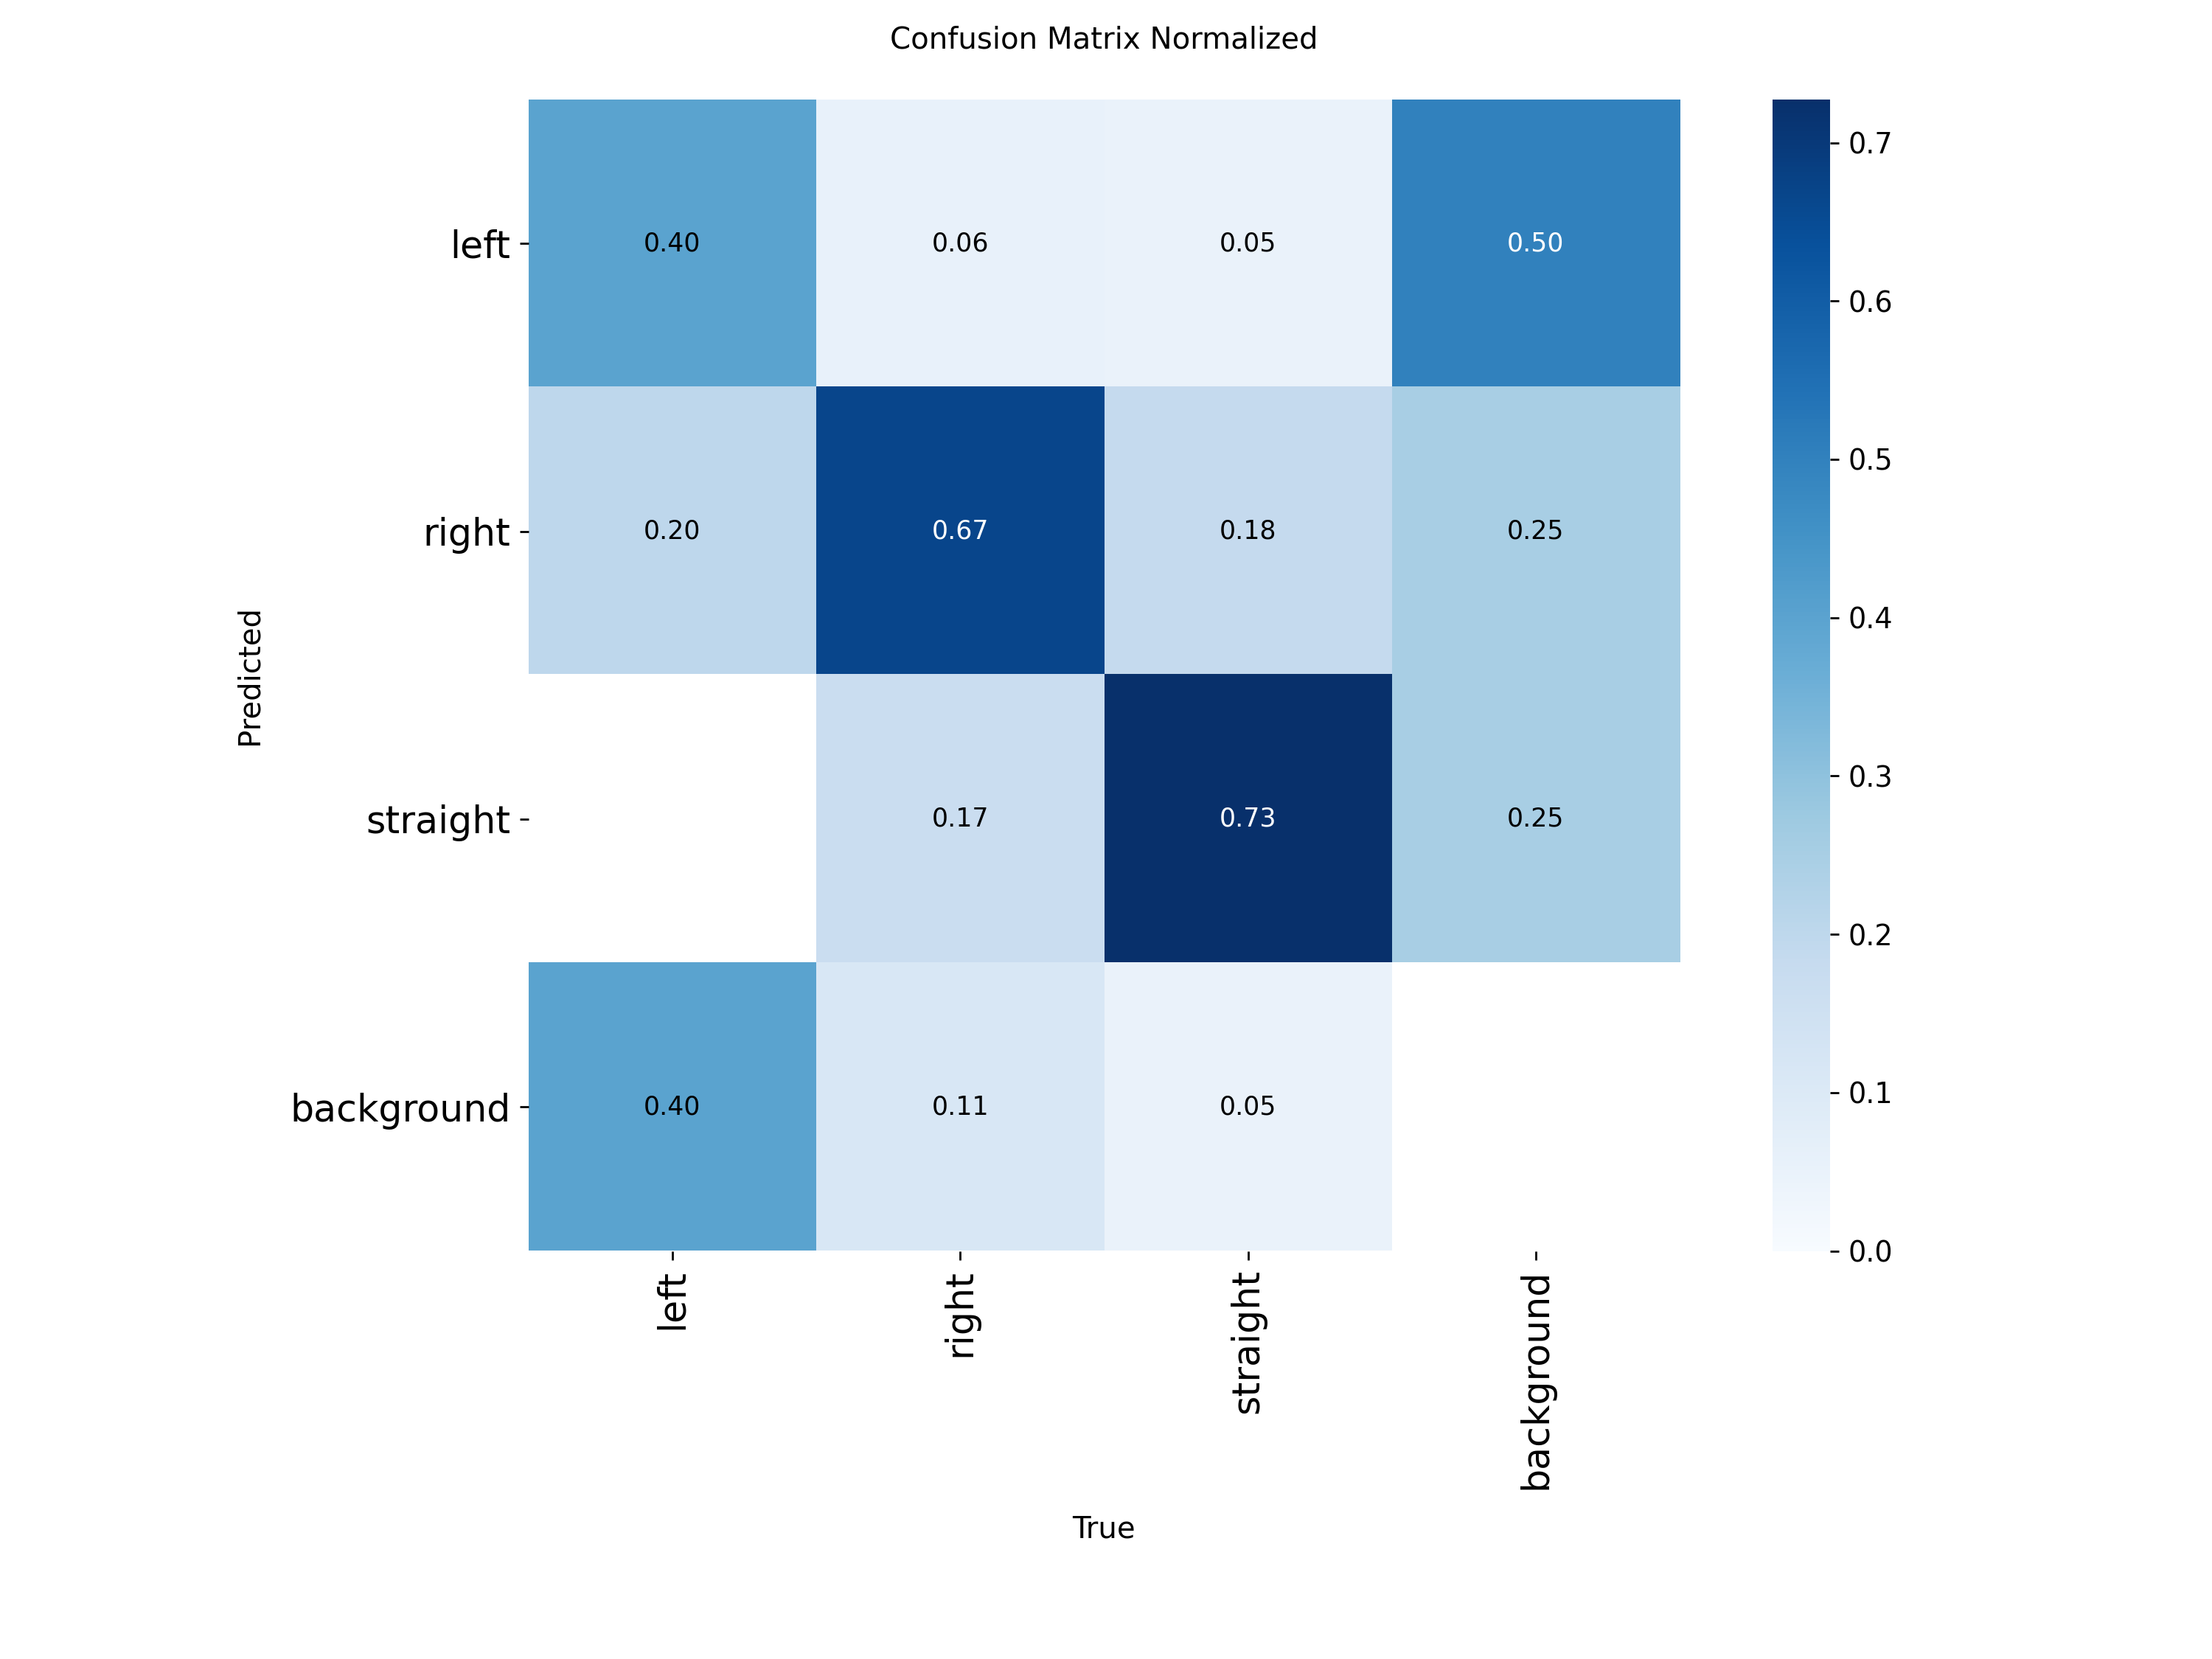 Confusion Matrix Normalized
left 0.40 0.06 0.05 0.50
right 0.20 0.67 0.18 0.25
straight 0.17 0.73 0.25
background 0.40 0.11 0.05
left right straight background
Predicted
True
0.7
0.6
0.5
0.4
0.3
0.2
0.1
0.0